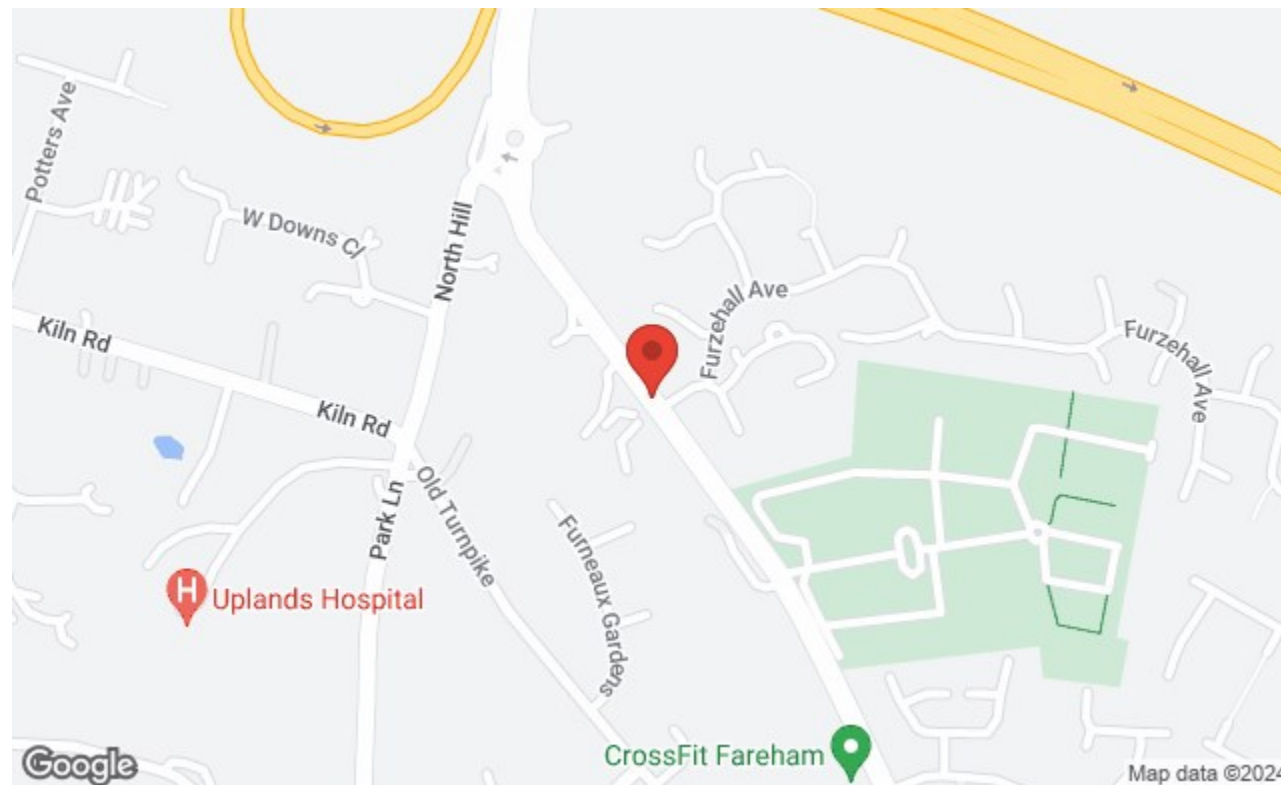 Potters Ave
W Downs Cl
North Hill
Furzehall Ave
Furzehall Ave
Kiln Rd
Kiln Rd
Old Turnpike
Park Ln
Furneaux Gardens
H
Uplands Hospital
CrossFit Fareham
Google
Map data ©2024